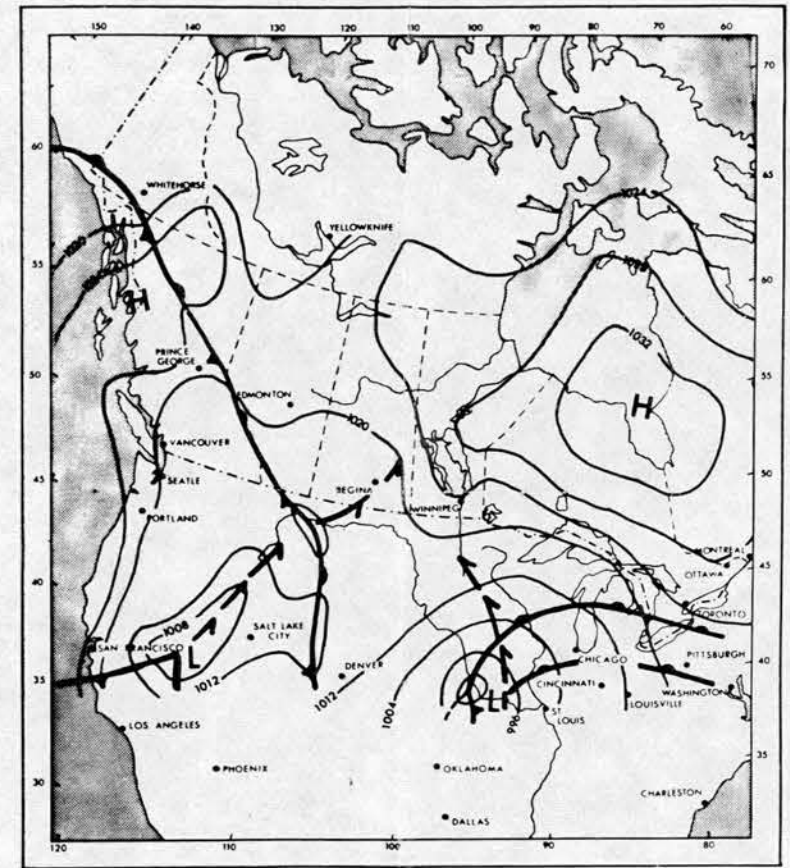 150 140 130 120 110 100 90 80 70 60
70
60
WHITEHORSE
1024
YELLOWKNIFE
1020
65
55
H
60
1032
PRINCE GEORGE
50
EDMONTON
H
55
1020
VANCOUVER
SEATLE
REGINA
50
45
WINNIPEG
PORTLAND
MONTREAL
OTTAWA
40
45
TORONTO
1008
SALT LAKE CITY
SAN FRANCISCO
L
CHICAGO
PITTSBURGH
40
35
DENVER
1012
1012
CINCINNATI
WASHINGTON
LOUISVILLE
L
1004
996
ST LOUIS
LOS ANGELES
35
PHOENIX
OKLAHOMA
30
CHARLESTON
DALLAS
120 110 100 90 80